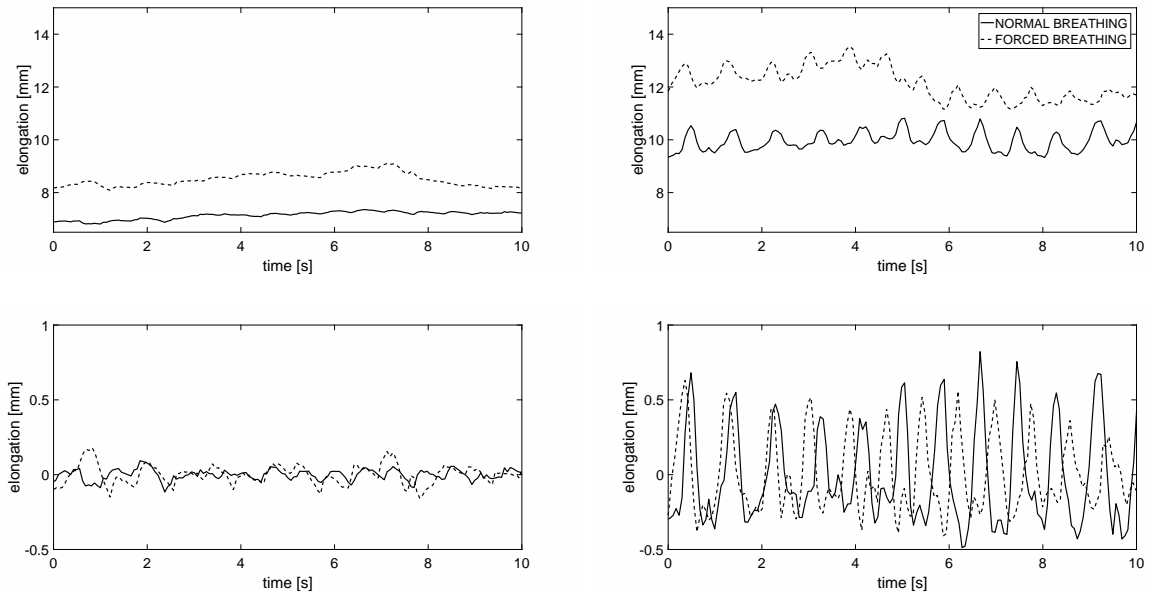 14
12
10
8
0 2 4 6 8 10
time [s]
elongation [mm]
NORMAL BREATHING
FORCED BREATHING
14
12
10
8
0 2 4 6 8 10
time [s]
elongation [mm]
1
0.5
0
-0.5
0 2 4 6 8 10
time [s]
elongation [mm]
1
0.5
0
-0.5
0 2 4 6 8 10
time [s]
elongation [mm]